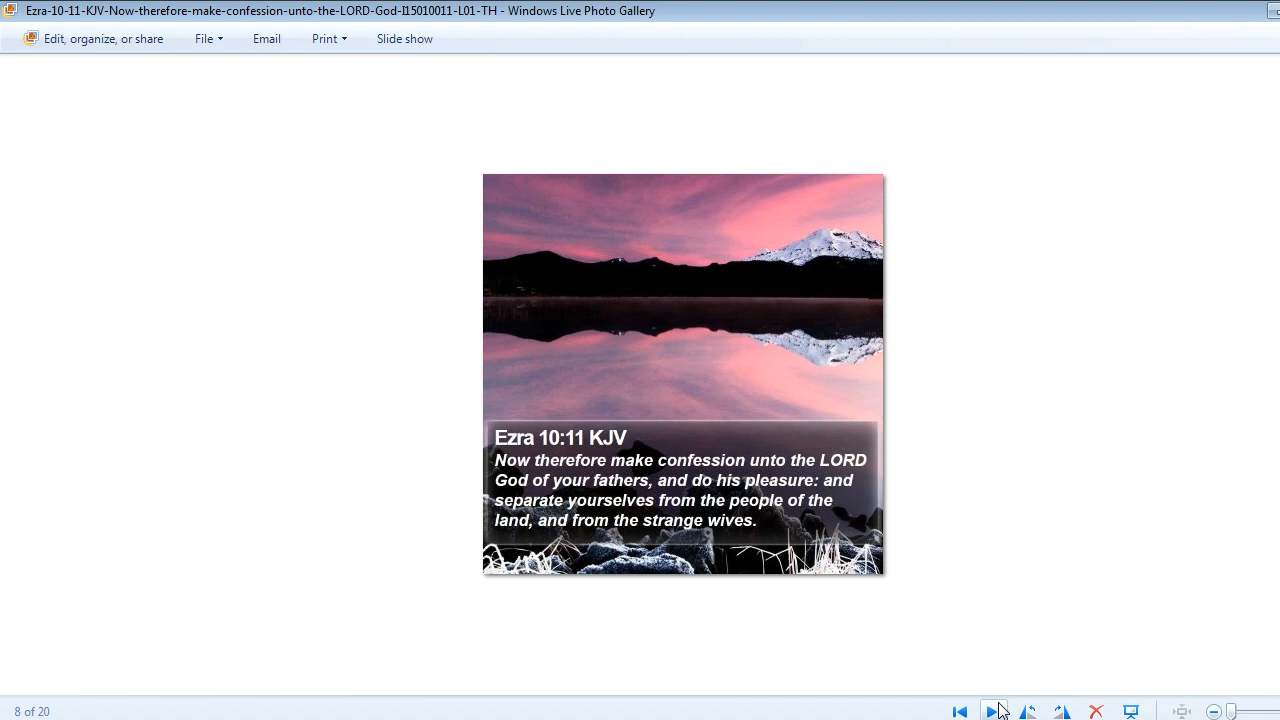 Ezra-10-11-KJV-Now-therefore-make-confession-unto-the-LORD-God-I15010011-L01-TH - Windows Live Photo Gallery
Edit, organize, or share File Email Print Slide show
Ezra 10:11 KJV
Now therefore make confession unto the LORD
God of your fathers, and do his pleasure: and
separate yourselves from the people of the
land, and from the strange wives.
8 of 20